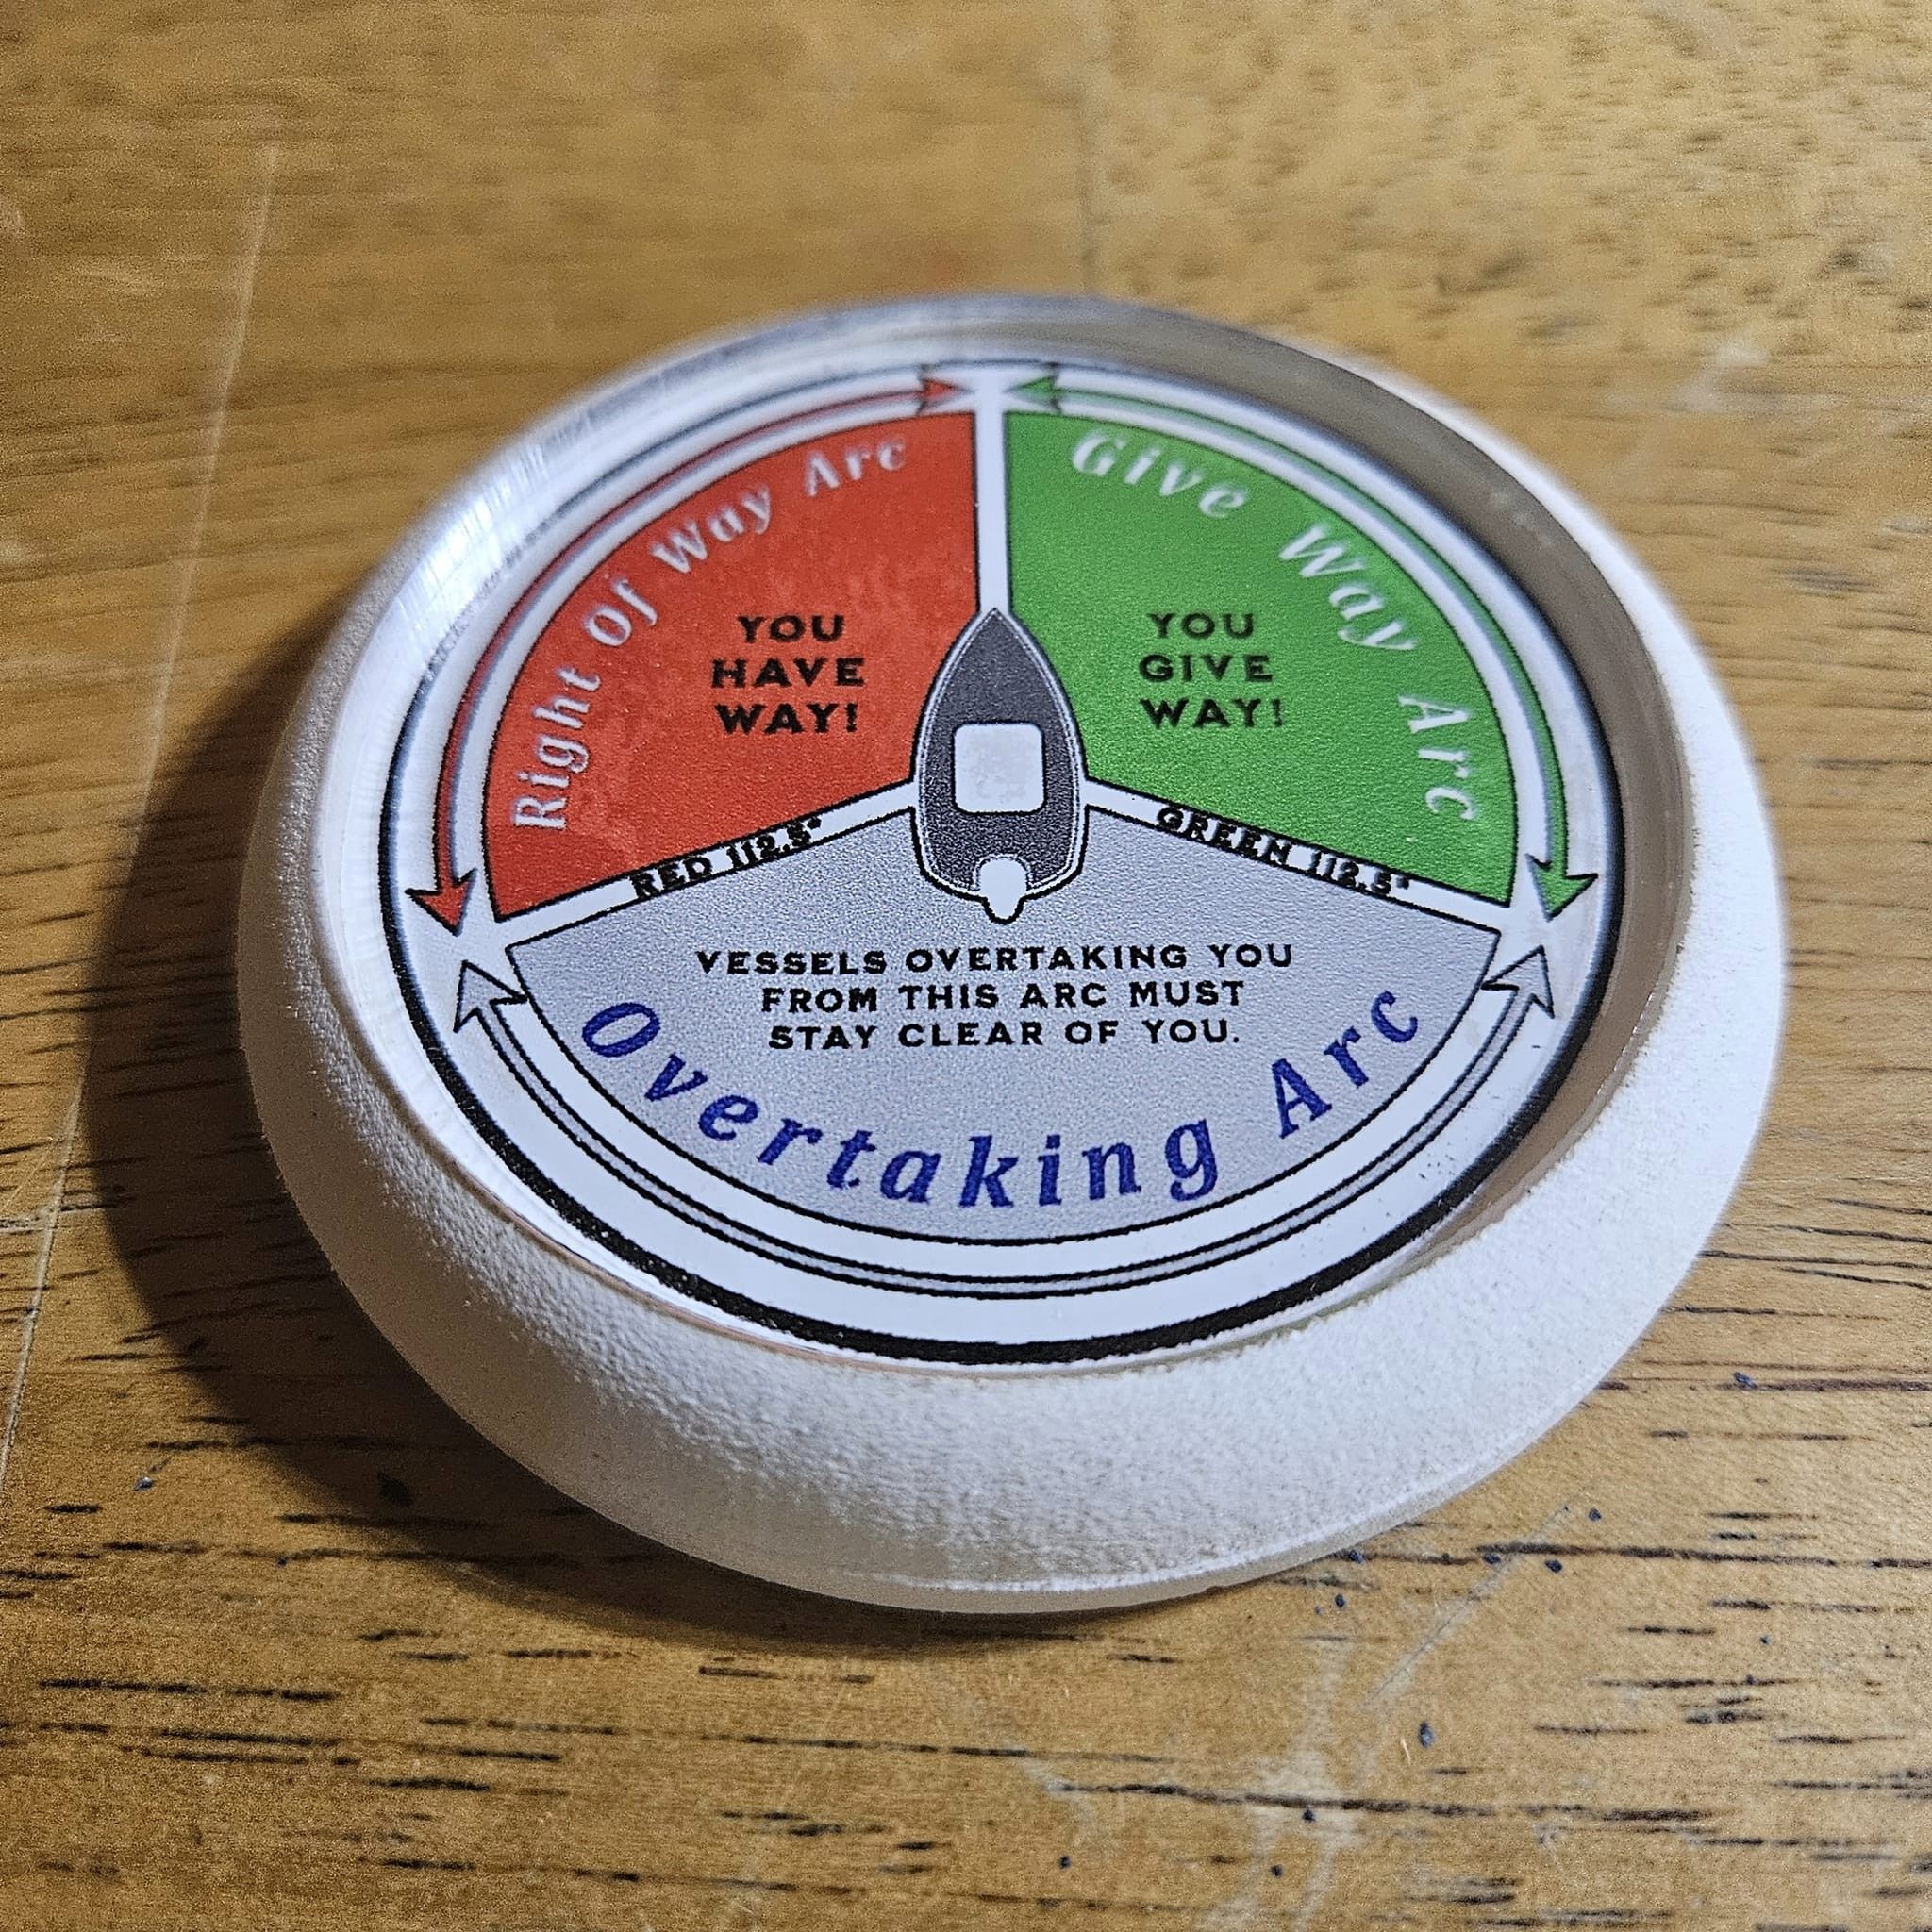 Right Of Way Arc
YOU
HAVE
WAY!
Give Way Arc
YOU
GIVE
WAY!
RED 112.5°
GREEN 112.5°
VESSELS OVERTAKING YOU
FROM THIS ARC MUST
STAY CLEAR OF YOU.
Overtaking Arc